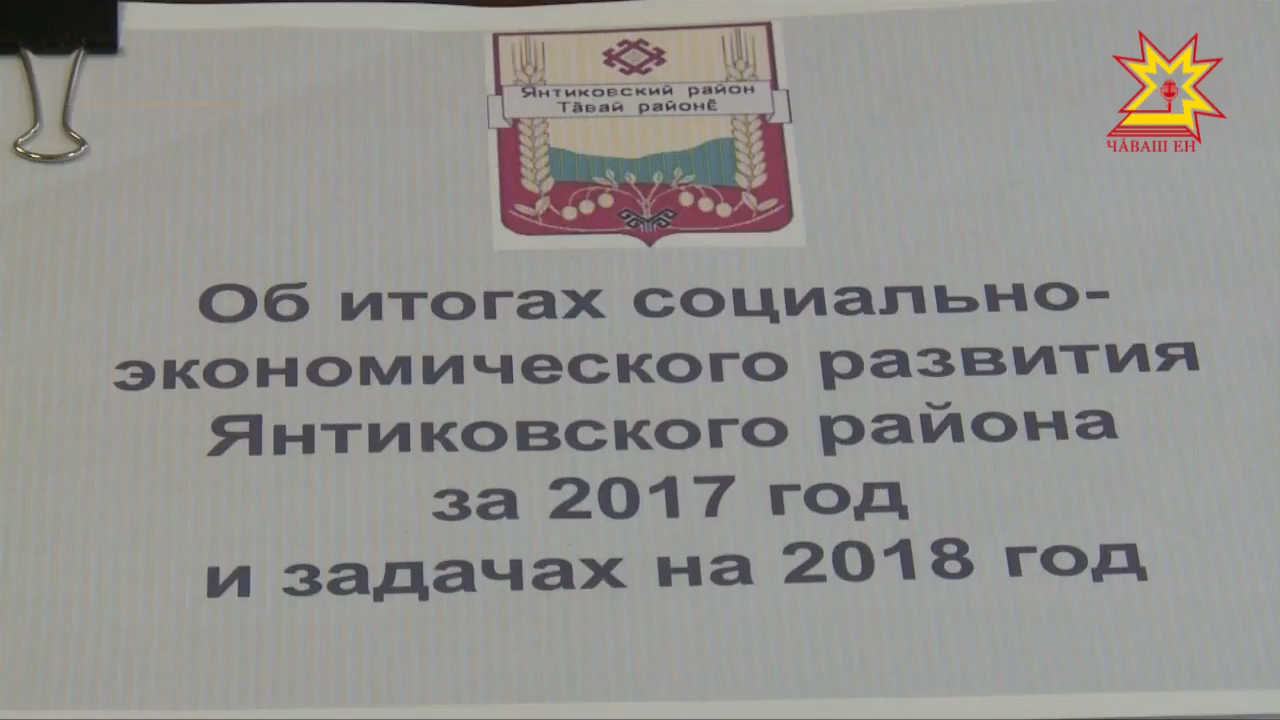 Янтиковский район
Тăвай районĕ
ЧĂВАШ ЕН
Об итогах социально-
экономического развития
Янтиковского района
за 2017 год
и задачах на 2018 год